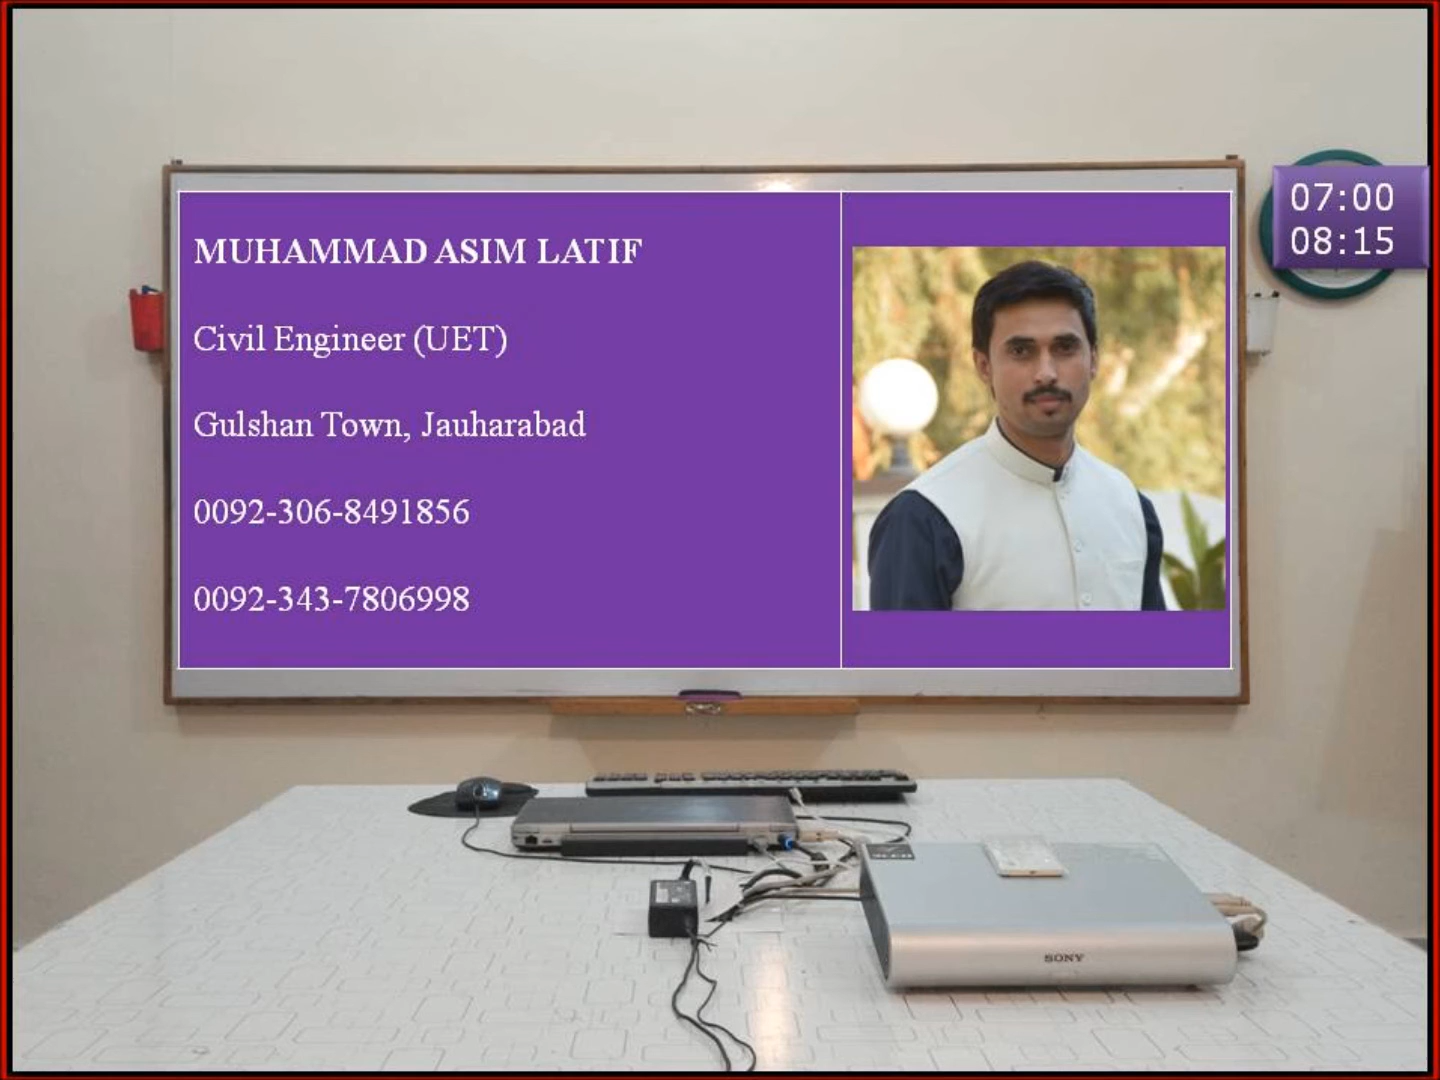 MUHAMMAD ASIM LATIF
Civil Engineer (UET)
Gulshan Town, Jauharabad
0092-306-8491856
0092-343-7806998
07:00
08:15
SONY